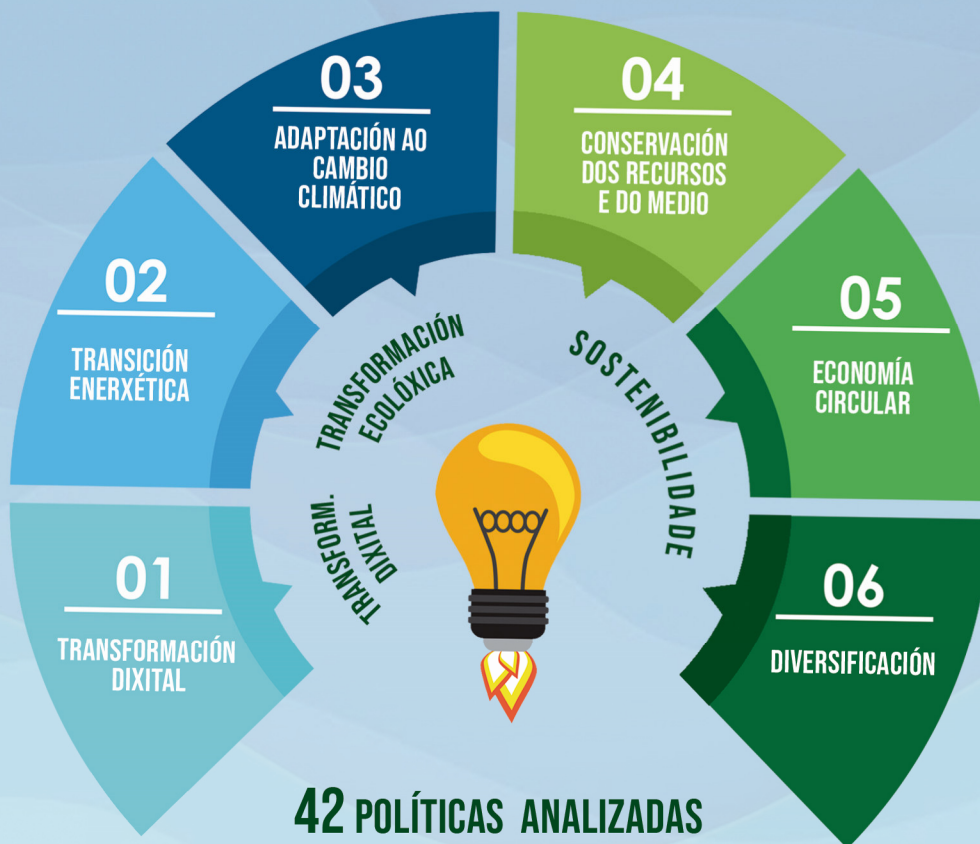 01
TRANSFORMACIÓN
DIXITAL
02
TRANSICIÓN
ENERXÉTICA
03
ADAPTACIÓN AO
CAMBIO
CLIMÁTICO
04
CONSERVACIÓN
DOS RECURSOS
E DO MEDIO
05
ECONOMÍA
CIRCULAR
06
DIVERSIFICACIÓN
TRANSFORM.
DIXITAL
TRANSFORMACIÓN
ECOLÓXICA
SOSTENIBILIDADE
42 POLÍTICAS ANALIZADAS